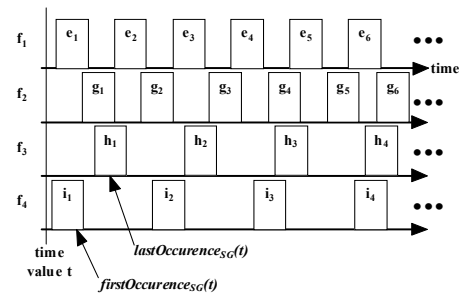 f1 e1 e2 e3 e4 e5 e6 •••
time
f2 g1 g2 g3 g4 g5 g6 •••
f3 h1 h2 h3 h4 •••
f4 i1 i2 i3 i4 •••
time
value t
lastOccurenceSG(t)
firstOccurenceSG(t)